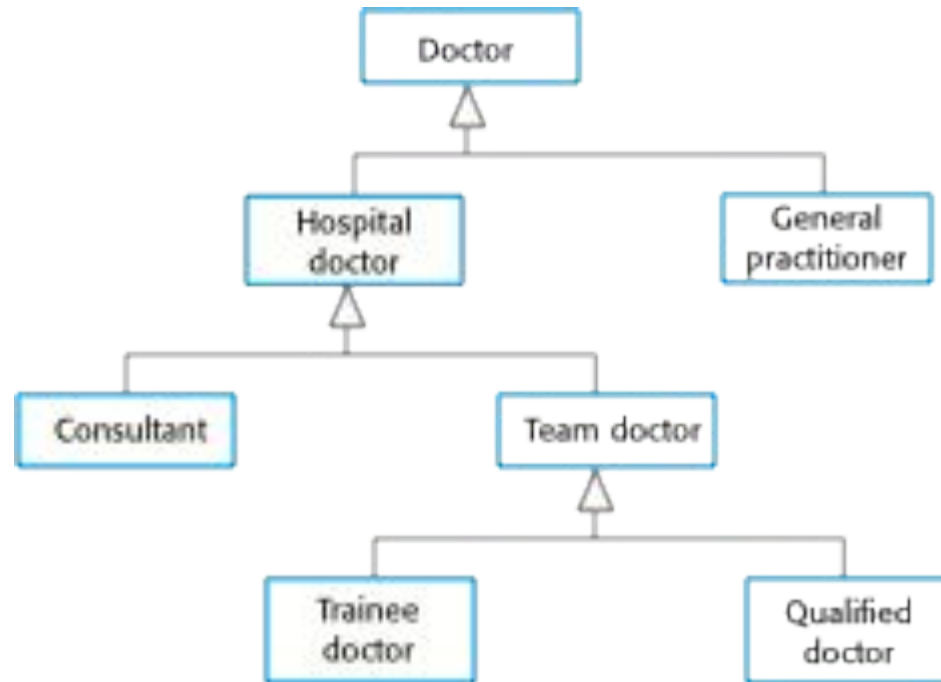 Doctor
Hospital
doctor
General
practitioner
Consultant
Team doctor
Trainee
doctor
Qualified
doctor